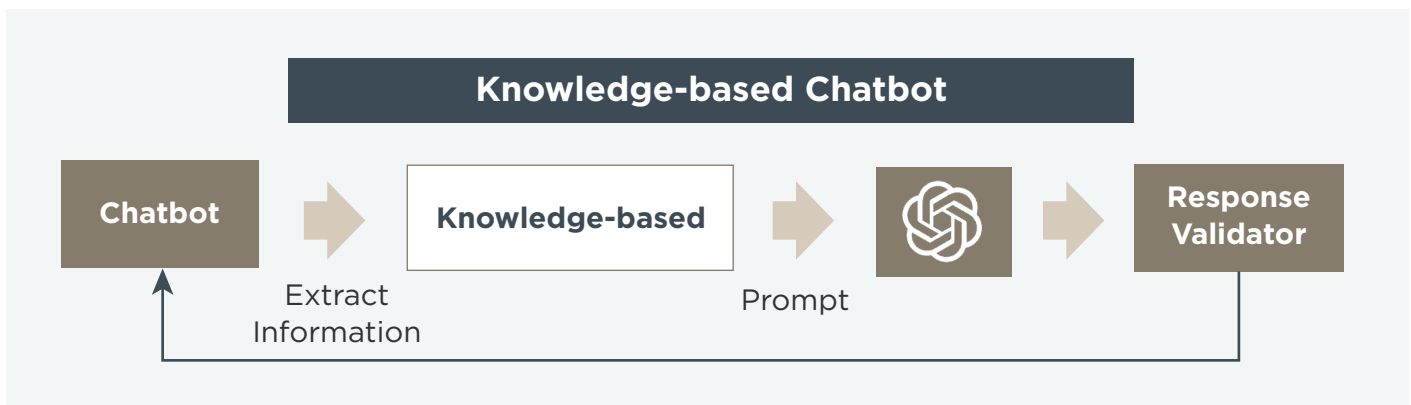 Knowledge-based Chatbot
Chatbot
Knowledge-based
Response
Validator
Extract
Information
Prompt